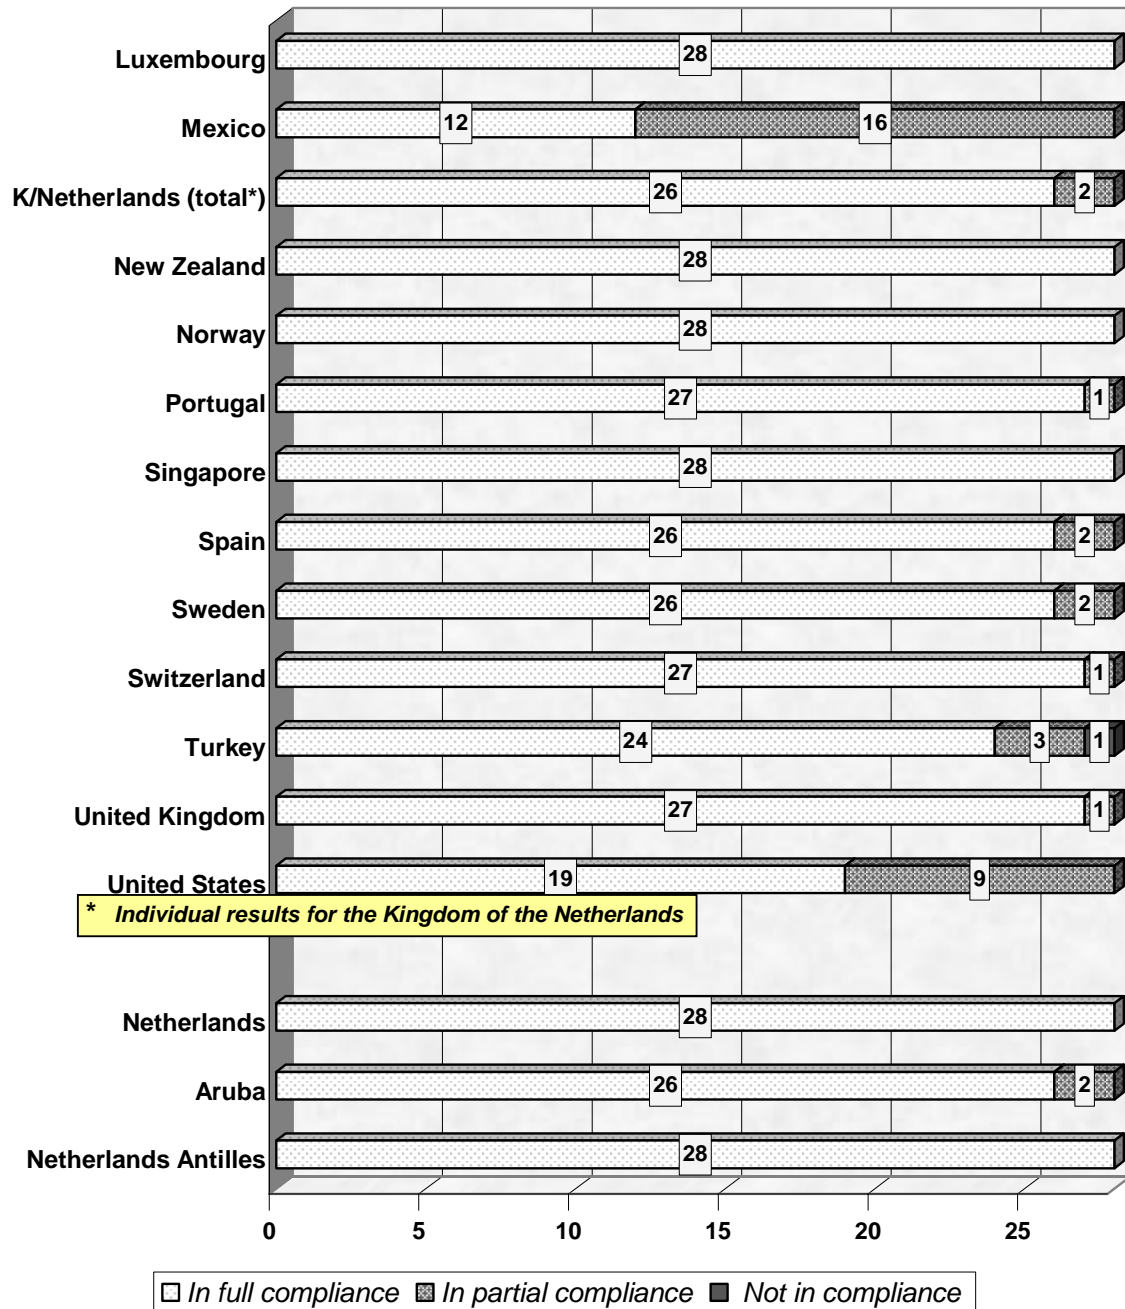 Luxembourg 28
Mexico 12 16
K/Netherlands (total*) 26 2
New Zealand 28
Norway 28
Portugal 27 1
Singapore 28
Spain 26 2
Sweden 26 2
Switzerland 27 1
Turkey 24 3 1
United Kingdom 27 1
United States 19 9
* Individual results for the Kingdom of the Netherlands
Netherlands 28
Aruba 26 2
Netherlands Antilles 28
0 5 10 15 20 25
In full compliance In partial compliance Not in compliance